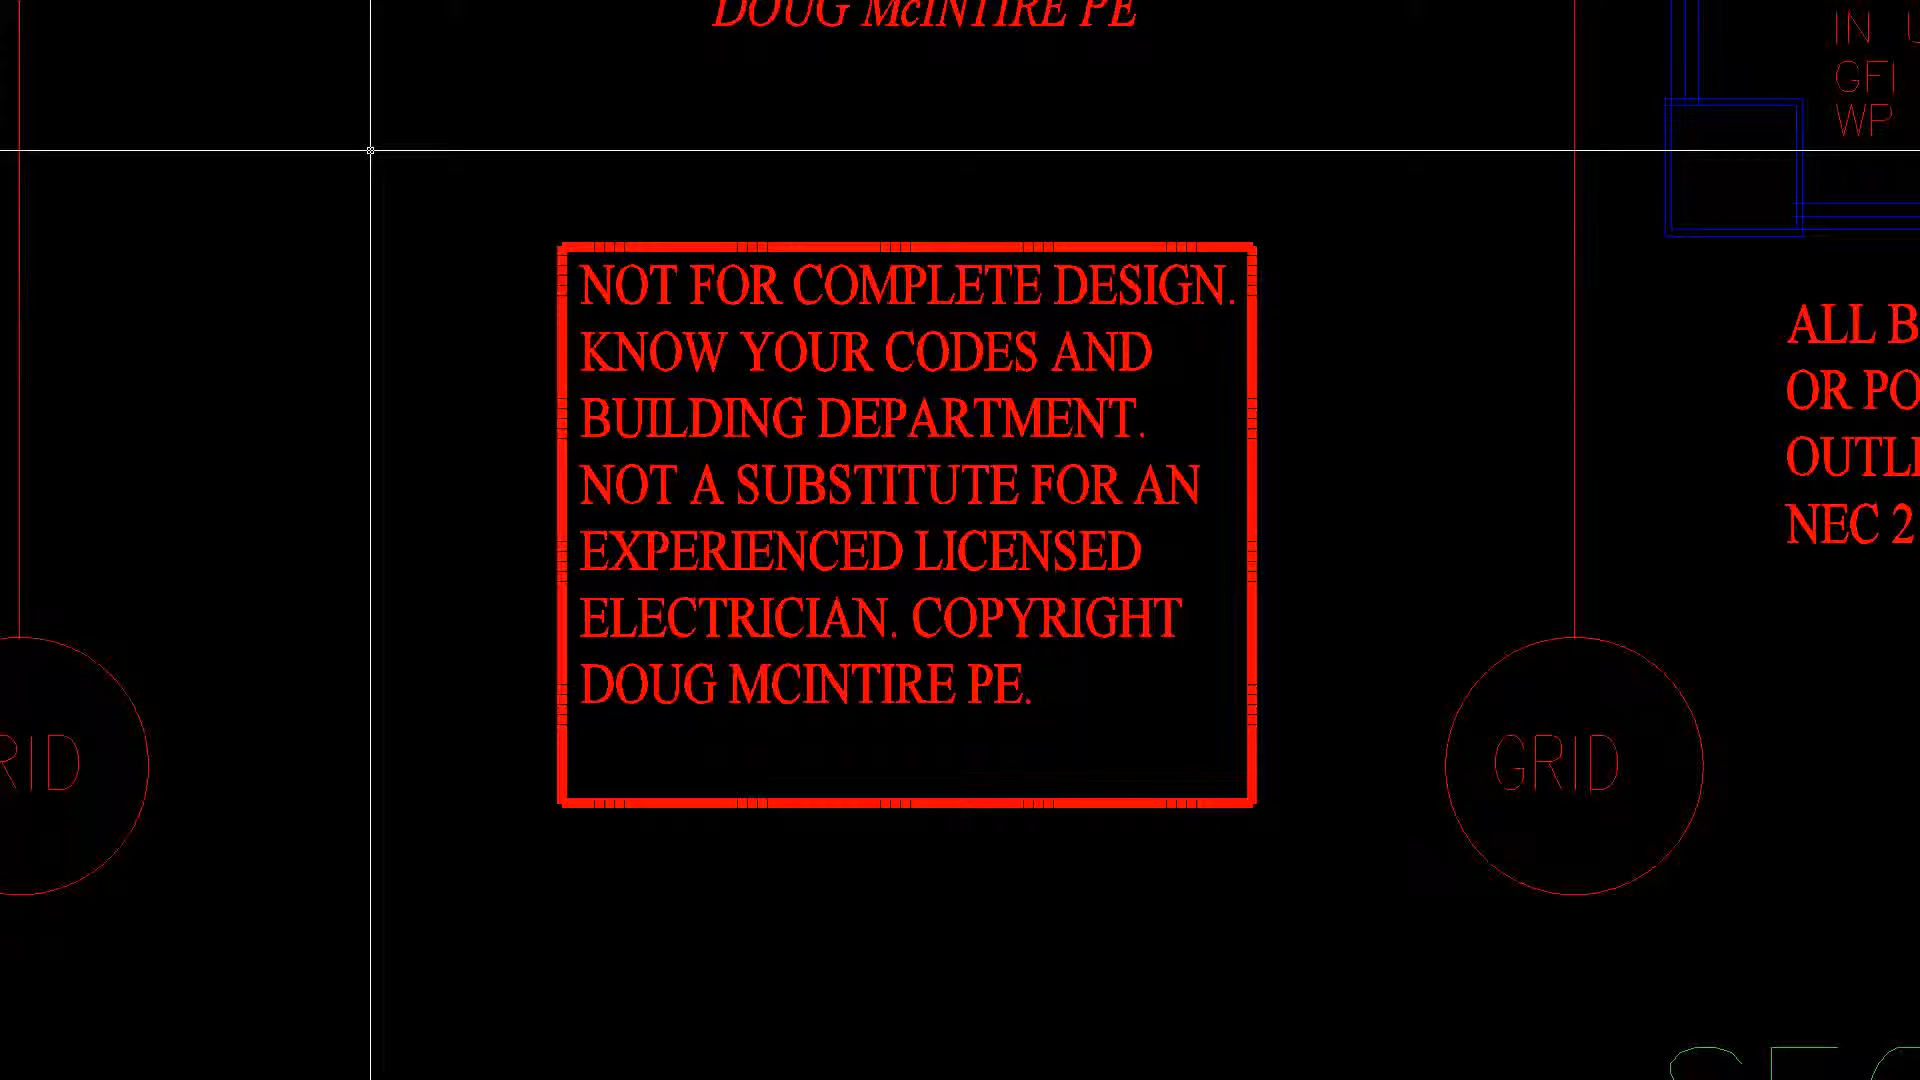 DOUG McINTIRE PE
IN
GFI
WP
NOT FOR COMPLETE DESIGN.
KNOW YOUR CODES AND
BUILDING DEPARTMENT.
NOT A SUBSTITUTE FOR AN
EXPERIENCED LICENSED
ELECTRICIAN. COPYRIGHT
DOUG MCINTIRE PE.
ALL
OR
NEC
GRID